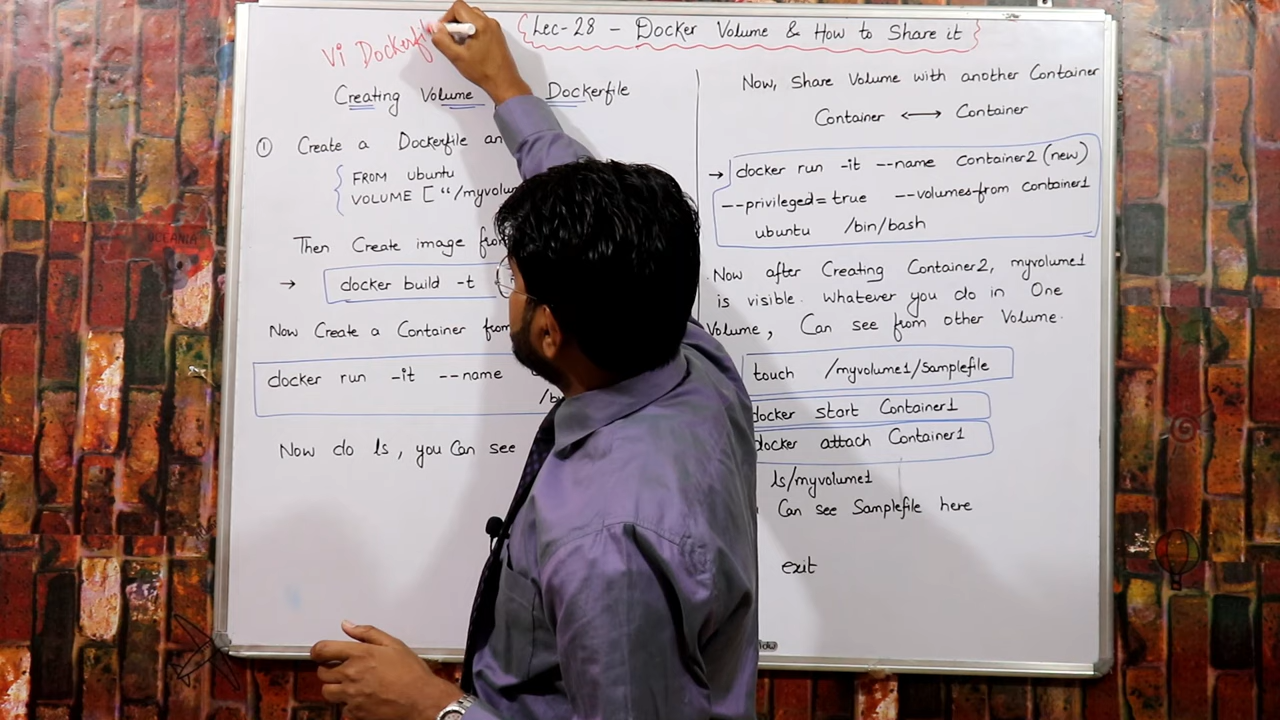 Lec-28 - Docker Volume & How to Share it
Vi Dockerfil
Creating Volume Dockerfile
① Create a Dockerfile an
FROM ubuntu
VOLUME ["/myvolu
Then Create image from
→ docker build -t
Now Create a Container from
docker run -it --name
/b
Now do ls, you Can see
Now, Share Volume with another Container
Container ⟷ Container
→ docker run -it --name Container2 (new)
--privileged=true --volumes-from container1
ubuntu /bin/bash
Now after Creating Container2, myvolume1
is visible. Whatever you do in One
Volume, Can see from other Volume.
touch /myvolume1/Samplefile
docker start Container1
docker attach Container1
ls/myvolume1
Can see Samplefile here
exit
OCEANIA